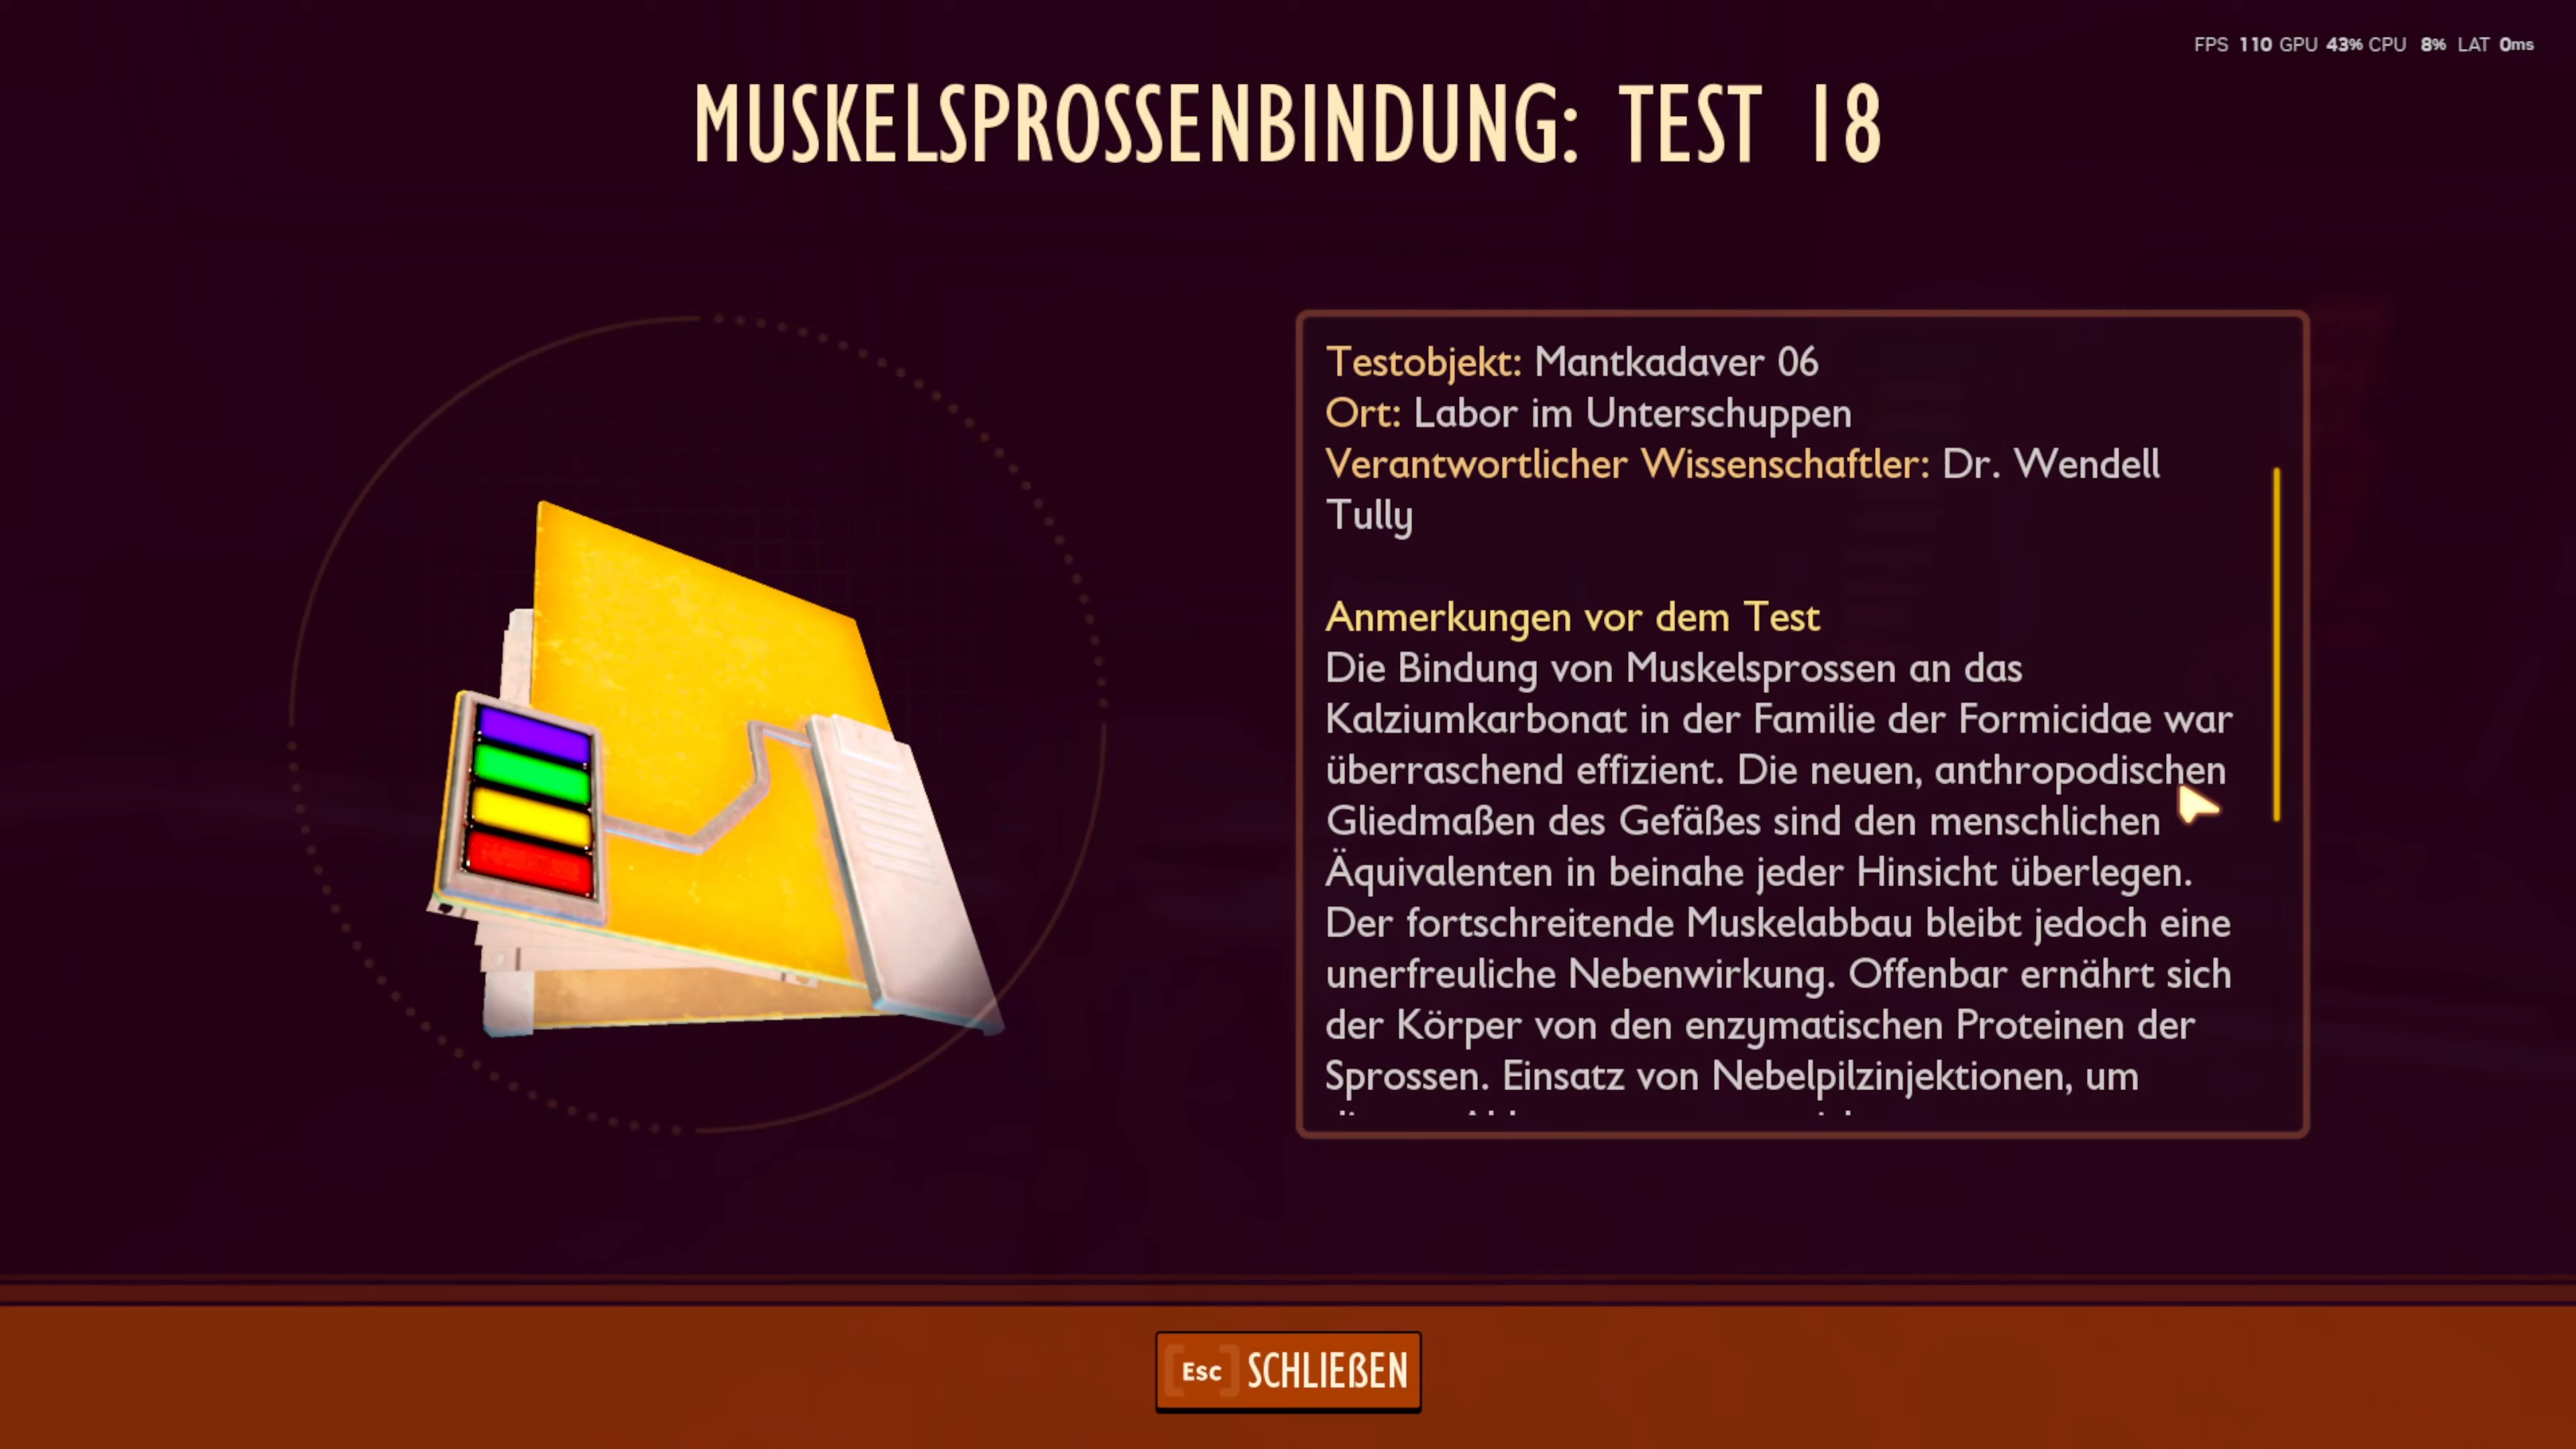 FPS 110 GPU 43% CPU 8% LAT 0ms
MUSKELSPROSSENBINDUNG: TEST 18
Testobjekt: Mantkadaver 06
Ort: Labor im Unterschuppen
Verantwortlicher Wissenschaftler: Dr. Wendell
Tully
Anmerkungen vor dem Test
Die Bindung von Muskelsprossen an das
Kalziumkarbonat in der Familie der Formicidae war
überraschend effizient. Die neuen, anthropodischen
Gliedmaßen des Gefäßes sind den menschlichen
Äquivalenten in beinahe jeder Hinsicht überlegen.
Der fortschreitende Muskelabbau bleibt jedoch eine
unerfreuliche Nebenwirkung. Offenbar ernährt sich
der Körper von den enzymatischen Proteinen der
Sprossen. Einsatz von Nebelpilzinjektionen, um
Esc SCHLIEßEN